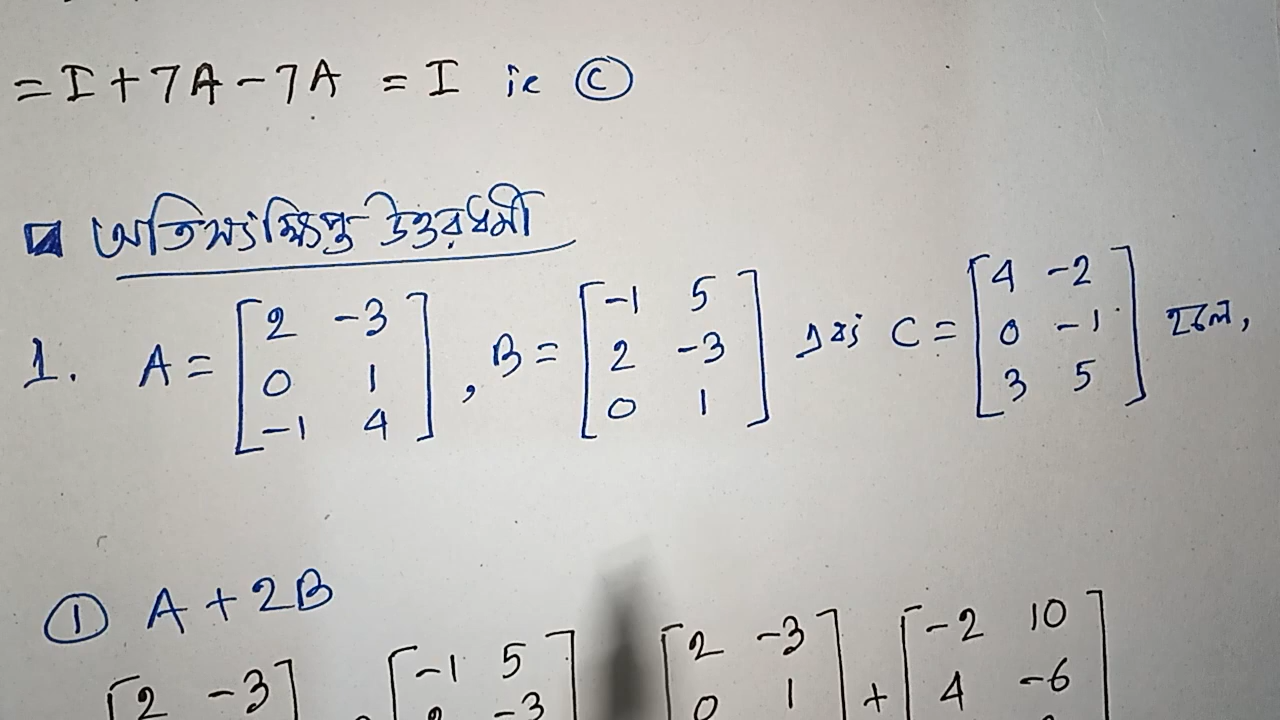 = I + 7A - 7A = I ie ©
অতিসংক্ষিপ্ত উত্তরধর্মী
1. A = [2 -3
0 1
-1 4], B = [-1 5
2 -3
0 1] এবং C = [4 -2
0 -1
3 5] হলে,
① A + 2B
[2 -3] [-1 5 [2 -3 + [-2 10
-3 0 1 4 -6